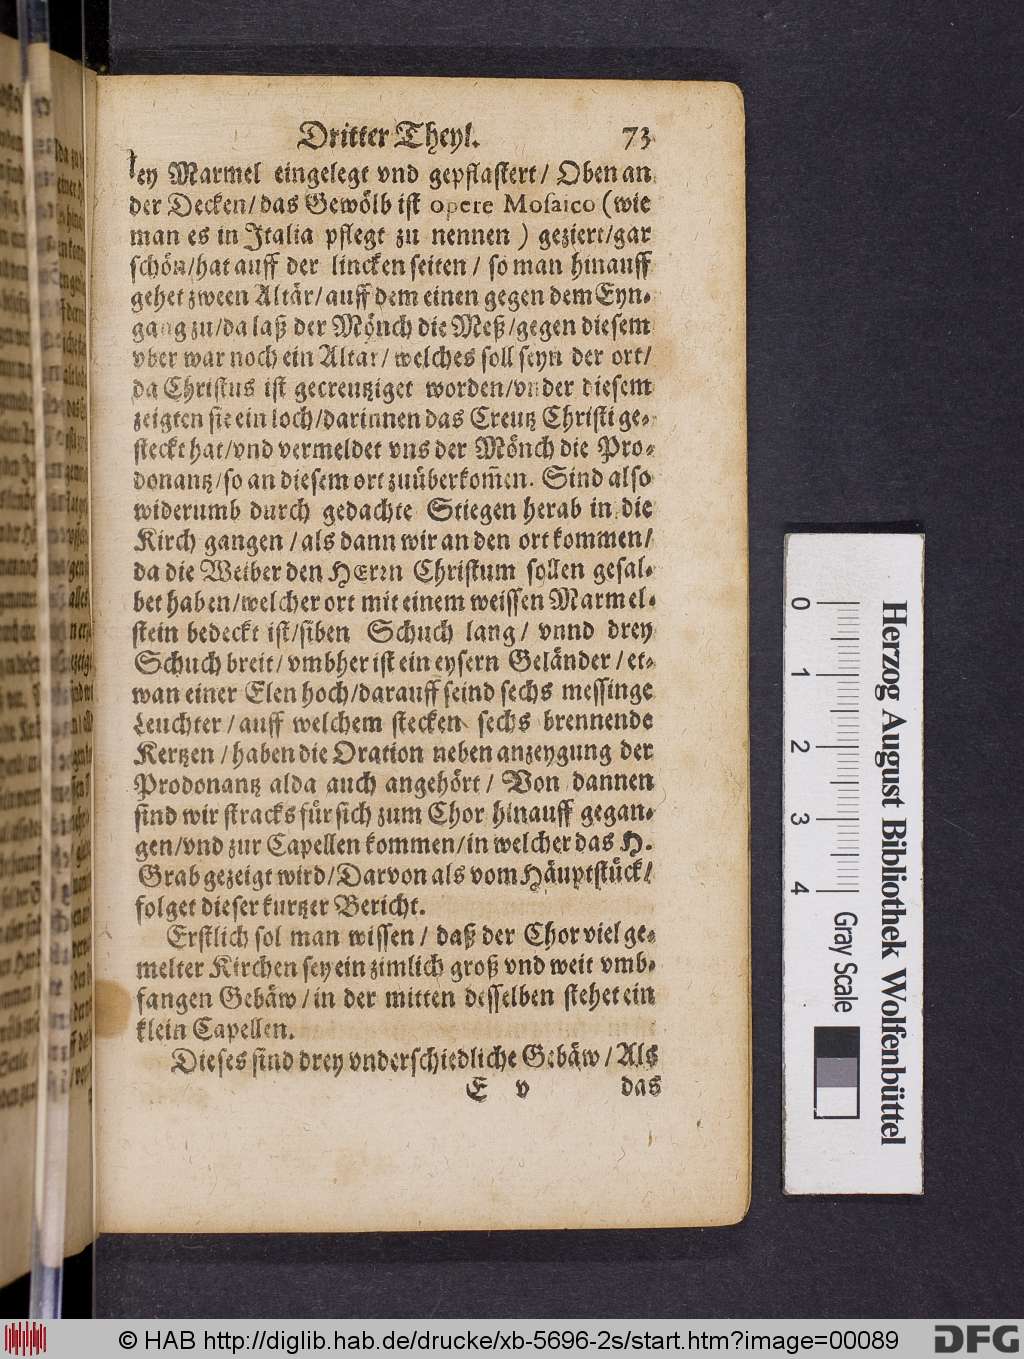 Dritter Theyl. 73
ley Marmel eingelegt vnd gepflastert / Oben an
der Decken / das Gewölb ist opere Mosaico (wie
man es in Italia pflegt zu nennen) geziert / gar
schön / hat auff der lincken seiten / so man hinauff
gehet zween Altär / auff dem einen gegen dem Eyn-
gang zu / da laß der Mönch die Meß / gegen diesem
vber war noch ein Altar / welches soll seyn der ort /
da Christus ist gecreutziget worden / vnder diesem
zeigten sie ein loch / darinnen das Creutz Christi ge-
steckt hat / vnd vermeldet vns der Mönch die Pro-
donantz / so an diesem ort zuüberkom̃en. Sind also
widerumb durch gedachte Stiegen herab in die
Kirch gangen / als dann wir an den ort kommen /
da die Weiber den HErrn Christum sollen gesal-
bet haben / welcher ort mit einem weissen Marmel-
stein bedeckt ist / siben Schuch lang / vnnd drey
Schuch breit / vmbher ist ein eysern Geländer / et-
wan einer Elen hoch / darauff seind sechs messinge
Leuchter / auff welchem stecken sechs brennende
Kertzen / haben die Oration neben anzeygung der
Prodonantz alda auch angehört / Von dannen
sind wir stracks für sich zum Chor hinauff gegan-
gen / vnd zur Capellen kommen / in welcher das H.
Grab gezeigt wird / Darvon als vom Häuptstück /
folget dieser kurtzer Bericht.
Erstlich sol man wissen / daß der Chor viel ge-
melter Kirchen sey ein zimlich groß vnd weit vmb-
fangen Gebäw / in der mitten desselben stehet ein
klein Capellen.
Dieses sind drey vnderschiedliche Gebäw / Als
E v das
Herzog August Bibliothek Wolfenbüttel
0 1 2 3 4 Gray Scale
© HAB http://diglib.hab.de/drucke/xb-5696-2s/start.htm?image=00089
DFG